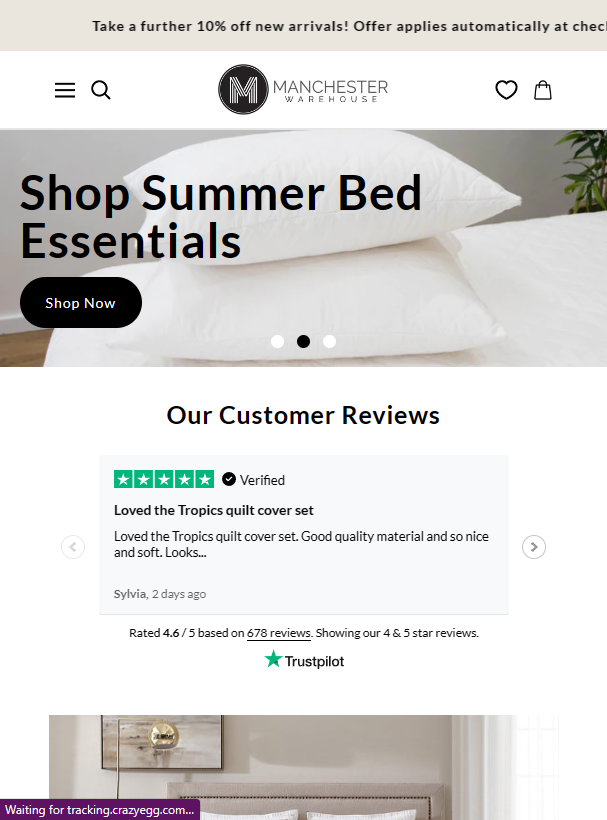 Take a further 10% off new arrivals! Offer applies automatically at
MANCHESTER
WAREHOUSE
Shop Summer Bed
Essentials
Shop Now
Our Customer Reviews
Verified
Loved the Tropics quilt cover set
Loved the Tropics quilt cover set. Good quality material and so nice
and soft. Looks...
Sylvia, 2 days ago
Rated 4.6 / 5 based on 678 reviews. Showing our 4 & 5 star reviews.
Trustpilot
Waiting for tracking.crazyegg.com...